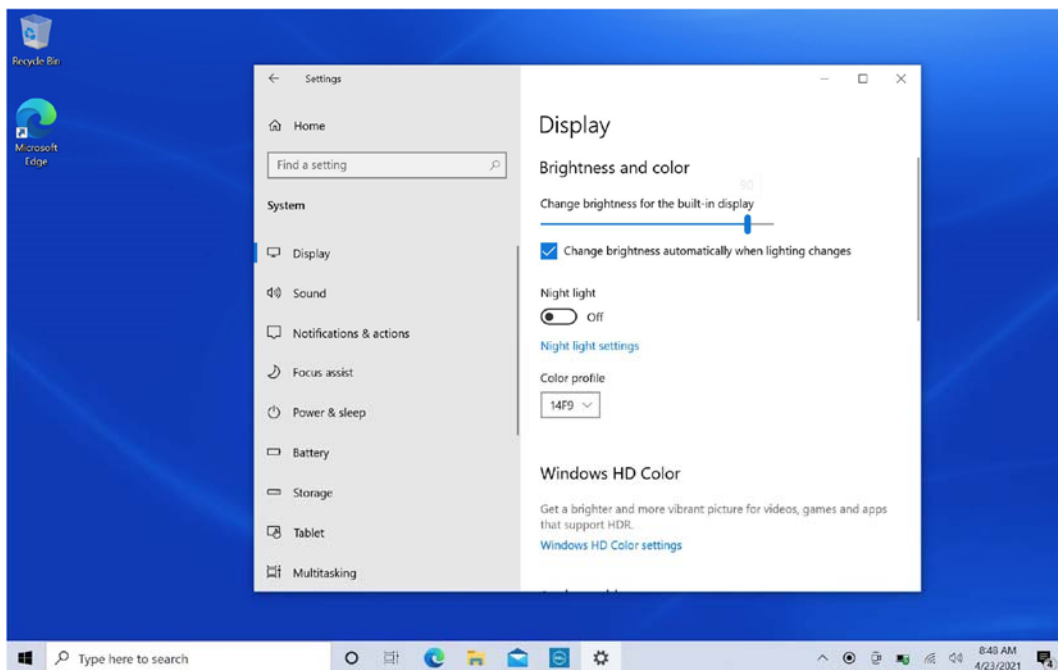 Recycle Bin
Microsoft
Edge
Settings
Home
Find a setting
System
Display
Sound
Notifications & actions
Focus assist
Power & sleep
Battery
Storage
Tablet
Multitasking
Display
Brightness and color
90
Change brightness for the built-in display
Change brightness automatically when lighting changes
Night light
Off
Night light settings
Color profile
14F9
Windows HD Color
Get a brighter and more vibrant picture for videos, games and apps
that support HDR.
Windows HD Color settings
Type here to search
DELL
8:48 AM
4/23/2021